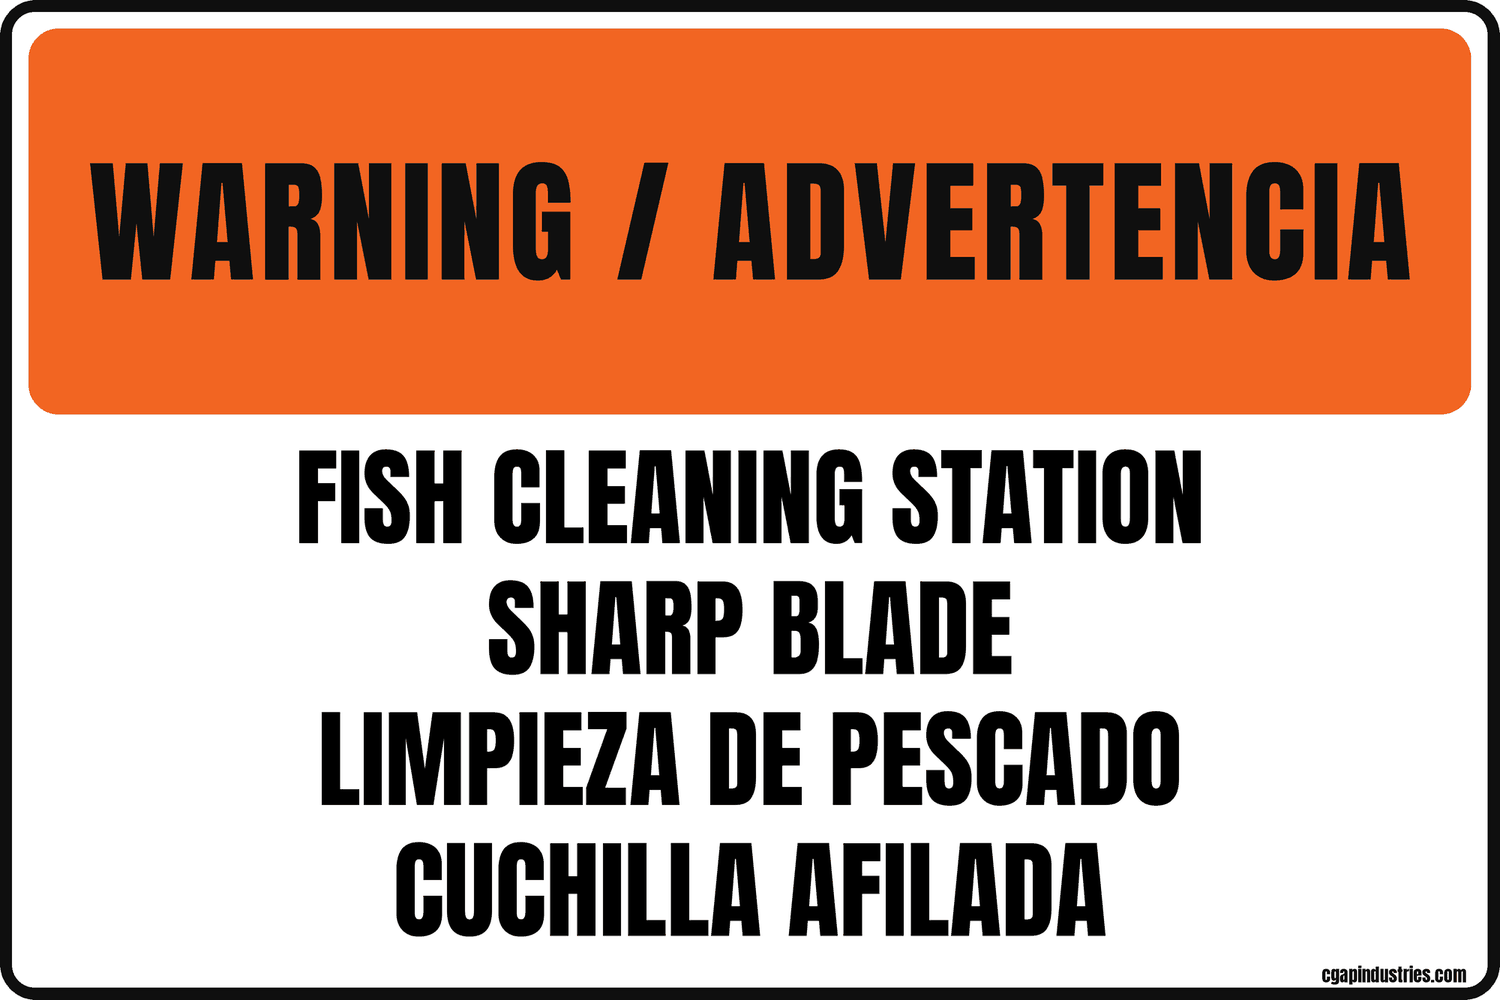 WARNING / ADVERTENCIA
FISH CLEANING STATION
SHARP BLADE
LIMPIEZA DE PESCADO
CUCHILLA AFILADA
cgapindustries.com